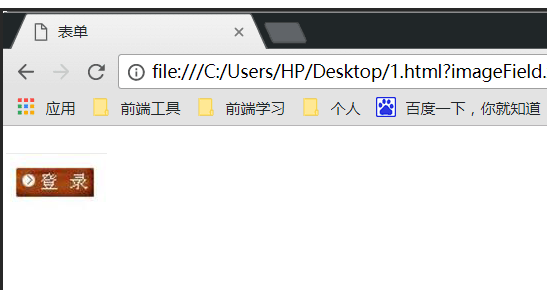 表单
file:///C:/Users/HP/Desktop/1.html?imageField.
应用 前端工具 前端学习 个人 百度一下，你就知道
登 录